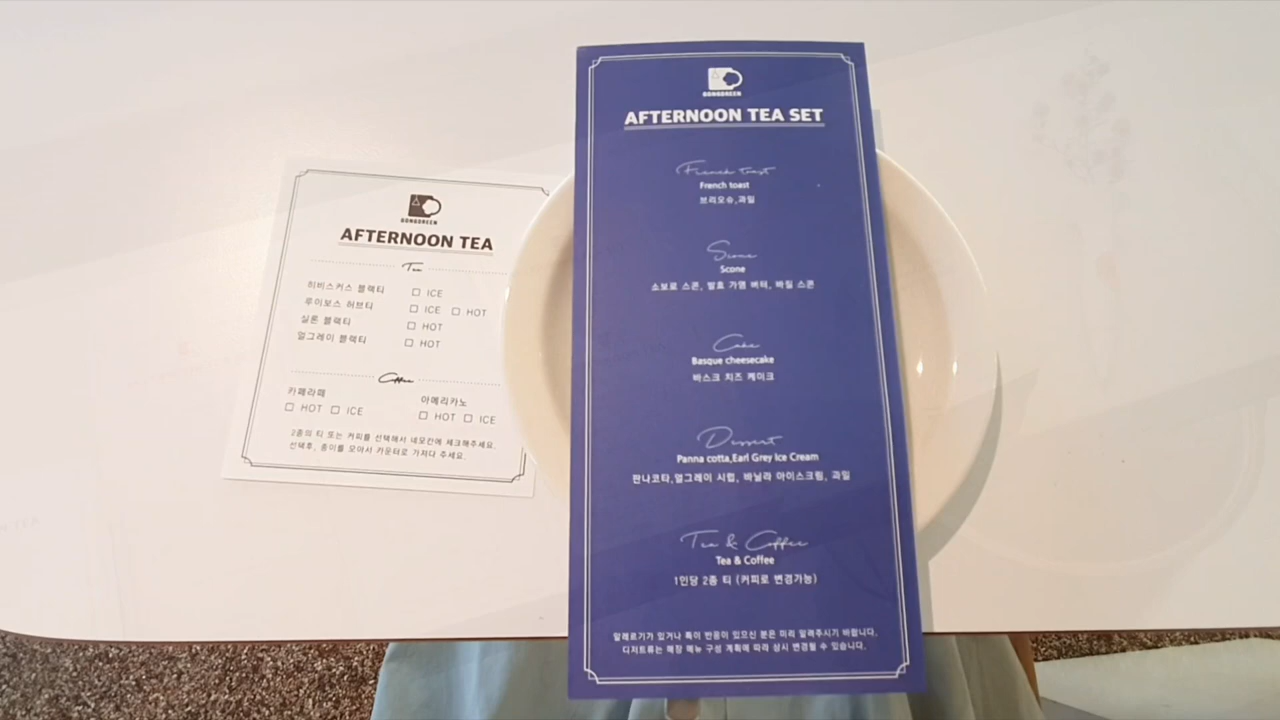 GONGGREEN
AFTERNOON TEA
Tea
히비스커스 블랙티 ICE
루이보스 허브티 ICE HOT
실론 블랙티 HOT
얼그레이 블랙티 HOT
Coffee
카페라떼 아메리카노
HOT ICE HOT ICE
2종의 티 또는 커피를 선택해서 네모칸에 체크해주세요.
선택후, 종이를 모아서 카운터로 가져다 주세요.
GONGGREEN
AFTERNOON TEA SET
French toast
French toast
브리오슈,과일
Scone
Scone
소보로 스콘, 발효 가염 버터, 바질 스콘
Cake
Basque cheesecake
바스크 치즈 케이크
Dessert
Panna cotta,Earl Grey Ice Cream
판나코타,얼그레이 시럽, 바닐라 아이스크림, 과일
Tea & Coffee
Tea & Coffee
1인당 2종 티 (커피로 변경가능)
알레르기가 있거나 특이 반응이 있으신 분은 미리 알려주시기 바랍니다.
디저트류는 매장 메뉴 구성 계획에 따라 상시 변경될 수 있습니다.